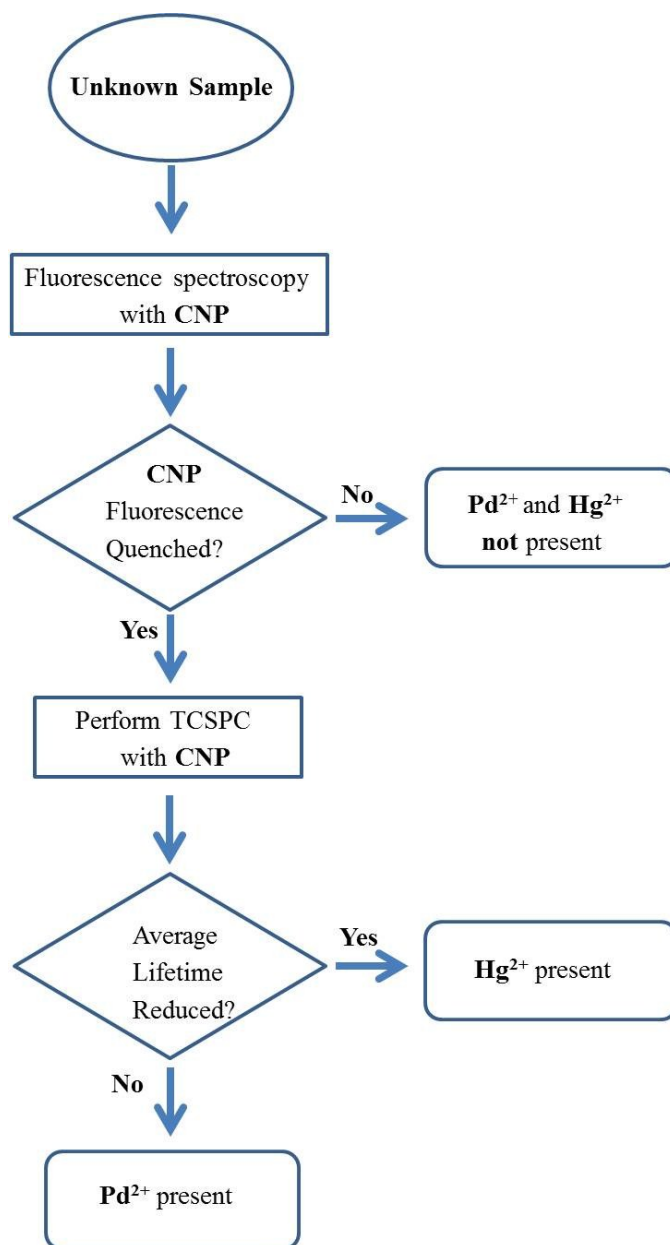 Unknown Sample
Fluorescence spectroscopy
with CNP
CNP
Fluorescence
Quenched?
No
Pd²⁺ and Hg²⁺
not present
Yes
Perform TCSPC
with CNP
Average
Lifetime
Reduced?
Yes
Hg²⁺ present
No
Pd²⁺ present